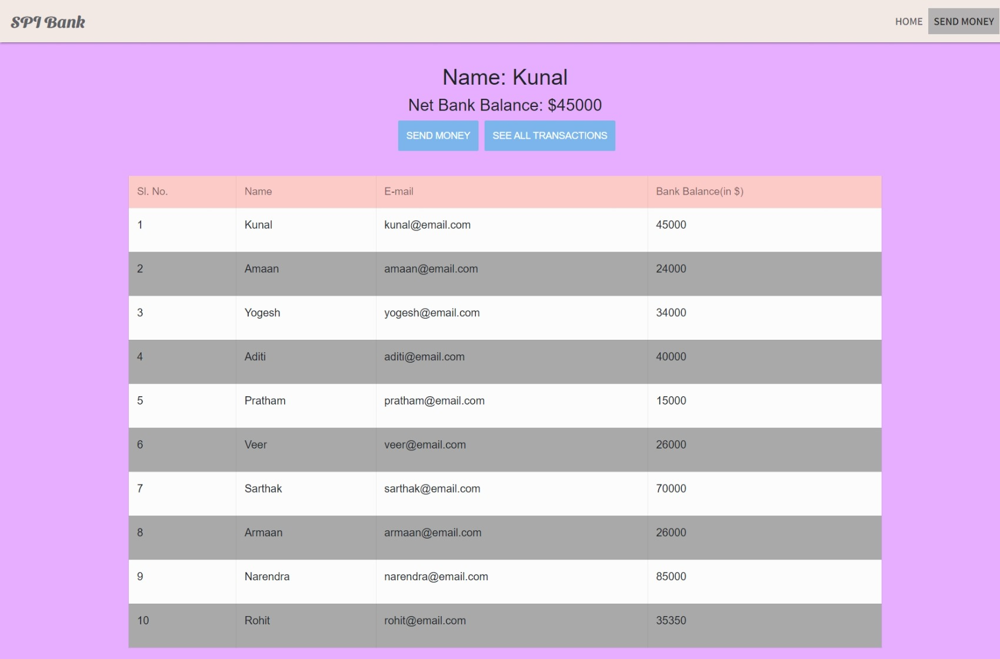 SPI Bank
HOME SEND MONEY
Name: Kunal
Net Bank Balance: $45000
SEND MONEY SEE ALL TRANSACTIONS
Sl. No. Name E-mail Bank Balance(in $)
1 Kunal kunal@email.com 45000
2 Amaan amaan@email.com 24000
3 Yogesh yogesh@email.com 34000
4 Aditi aditi@email.com 40000
5 Pratham pratham@email.com 15000
6 Veer veer@email.com 26000
7 Sarthak sarthak@email.com 70000
8 Armaan armaan@email.com 26000
9 Narendra narendra@email.com 85000
10 Rohit rohit@email.com 35350